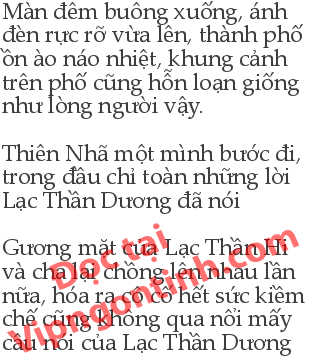 Màn đêm buông xuống, ánh
đèn rực rỡ vừa lên, thành phố
ồn ào náo nhiệt, khung cảnh
trên phố cũng hỗn loạn giống
như lòng người vậy.
Thiên Nhã một mình bước đi,
trong đầu chỉ toàn những lời
Lạc Thần Dương đã nói
Gương mặt của Lạc Thần Hi
và cha lại chồng lên nhau lần
nữa, hóa ra cô có hết sức kiềm
chế cũng không qua nổi mấy
câu nói của Lạc Thần Dương
Đọc tại
Vipngontinh.com